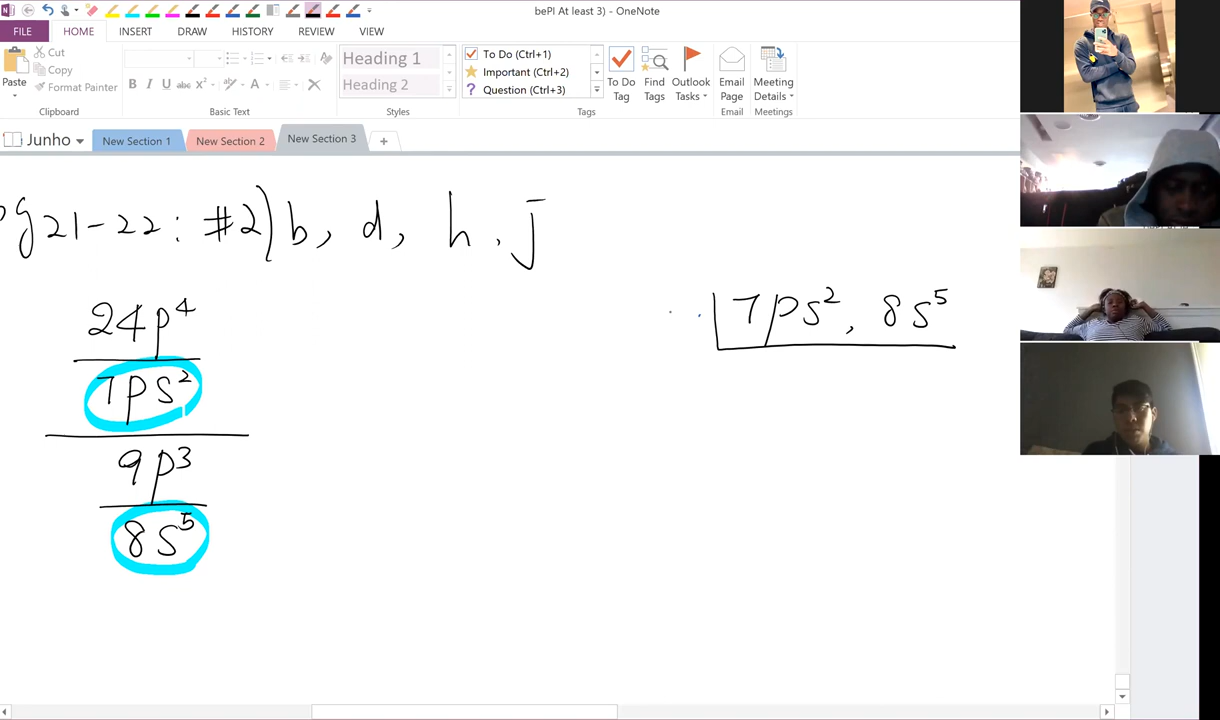 bePI At least 3) - OneNote
FILE HOME INSERT DRAW HISTORY REVIEW VIEW
Paste
Cut
Copy
Format Painter
Clipboard
B I U abc x² A
Basic Text
Heading 1
Heading 2
Styles
To Do (Ctrl+1)
Important (Ctrl+2)
? Question (Ctrl+3)
To Do Tag
Find Tags
Outlook Tasks
Tags
Email Page
Meeting Details
Meetings
Junho New Section 1 New Section 2 New Section 3 +
Pg 21-22: #2) b, d, h, j
24p⁴
7ps²
9p³
8s⁵
7ps², 8s⁵